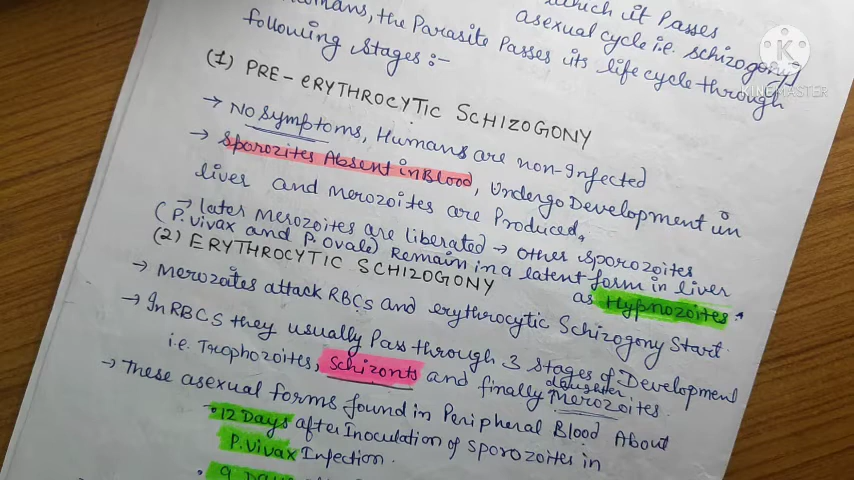 which it Passes
asexual cycle i.e. schizogony]
humans, the Parasite Passes its life cycle through
following stages :-
(1) PRE-erYTHROCYTIC SCHIZOGONY
→ No symptoms, Humans are non-Infected
→ Sporozites Absent in Blood, Undergo Development in
liver and merozoites are Produced,
→ later merozoites are liberated → other sporozoites
(P. vivax and P. ovale) Remain in a latent form in liver
as Hypnozoites.
(2) ERYTHROCYTIC SCHIZOGONY
→ Merozates attack RBCs and erythrocytic Schizogony Start.
→ In RBCs they usually Pass through 3 stages of Development
i.e. Trophozoites, Schizonts and finally daughter merozoites.
→ These asexual forms found in Peripheral Blood About
• 12 Days after Inoculation of sporozoites in
P. Vivax Infection.
• 9 Days
K
KINEMASTER